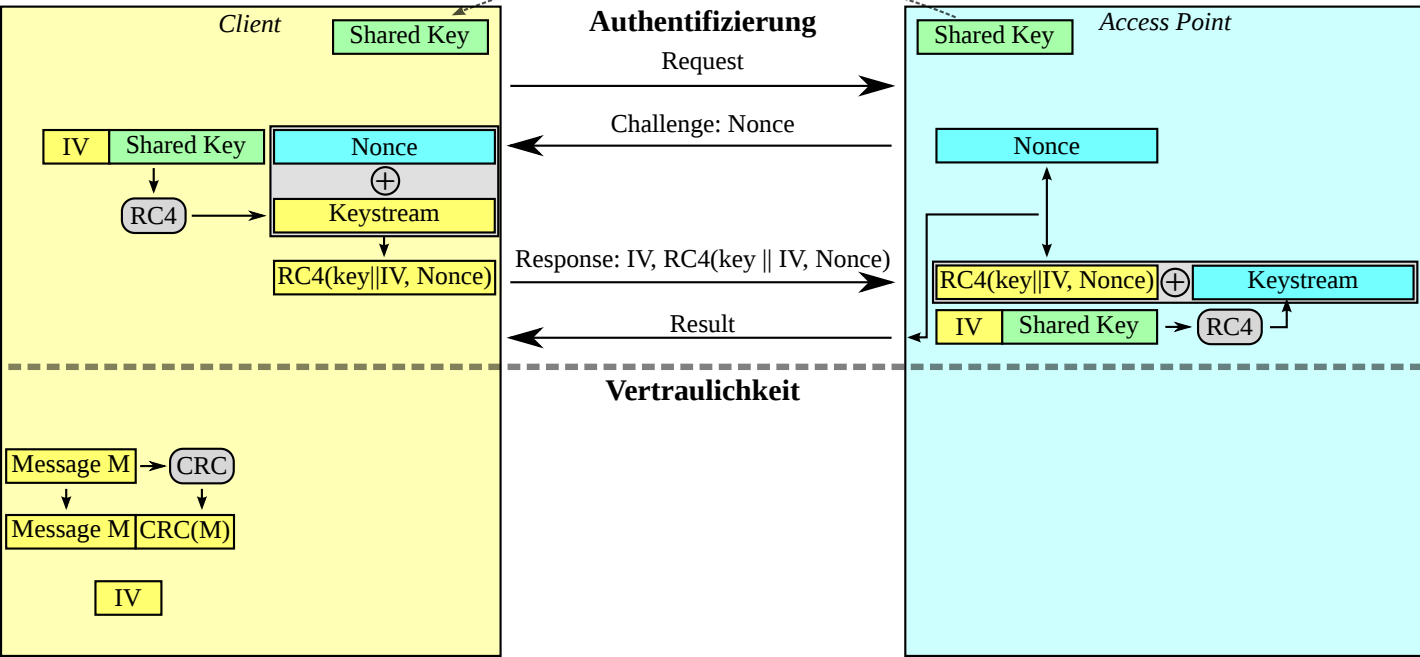 Client
Shared Key
Authentifizierung
Shared Key
Access Point
Request
Challenge: Nonce
IV
Shared Key
Nonce
RC4
Keystream
RC4(key||IV, Nonce)
Nonce
Response: IV, RC4(key || IV, Nonce)
RC4(key||IV, Nonce)
Keystream
IV
Shared Key
RC4
Result
Vertraulichkeit
Message M
CRC
Message M
CRC(M)
IV